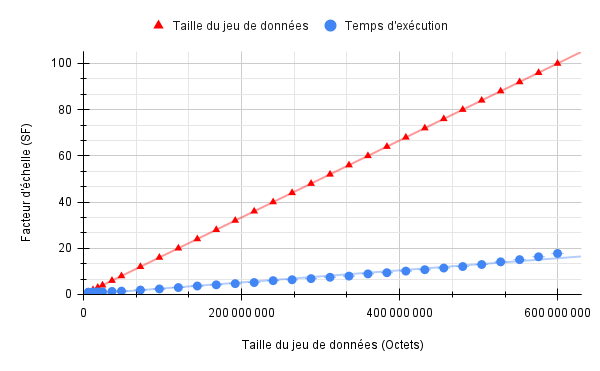 Taille du jeu de données Temps d'exécution
Facteur d'échelle (SF)
100
80
60
40
20
0
0 200 000 000 400 000 000 600 000 000
Taille du jeu de données (Octets)